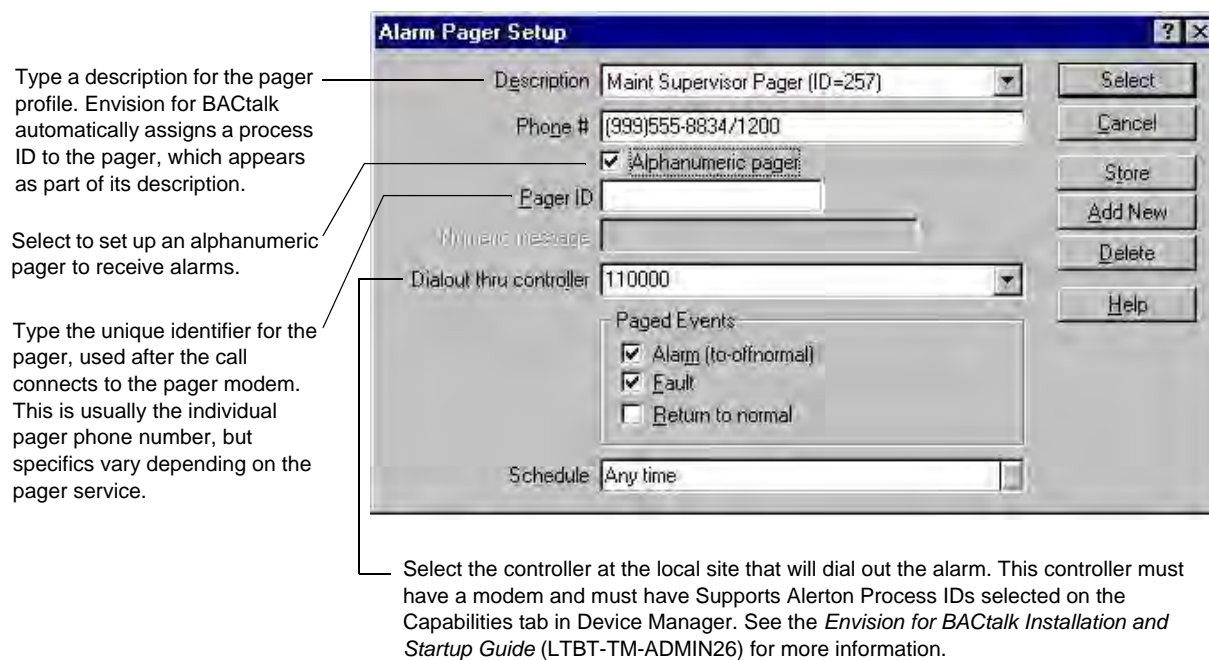 Alarm Pager Setup
Type a description for the pager
profile. Envision for BACtalk
automatically assigns a process
ID to the pager, which appears
as part of its description.
Select to set up an alphanumeric
pager to receive alarms.
Type the unique identifier for the
pager, used after the call
connects to the pager modem.
This is usually the individual
pager phone number, but
specifics vary depending on the
pager service.
Description Maint Supervisor Pager (ID=257)
Phone # (999)555-8834/1200
Alphanumeric pager
Pager ID
Numeric message
Dialout thru controller 110000
Paged Events
Alarm (to-offnormal)
Fault
Return to normal
Schedule Any time
Select
Cancel
Store
Add New
Delete
Help
Select the controller at the local site that will dial out the alarm. This controller must
have a modem and must have Supports Alerton Process IDs selected on the
Capabilities tab in Device Manager. See the Envision for BACtalk Installation and
Startup Guide (LTBT-TM-ADMIN26) for more information.